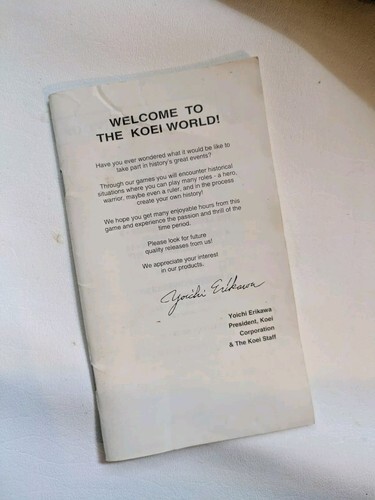 WELCOME TO
THE KOEI WORLD!
Have you ever wondered what it would be like to
take part in history's great events?
Through our games you will encounter historical
situations where you can play many roles - a hero,
warrior, maybe even a ruler, and in the process
create your own history!
We hope you get many enjoyable hours from this
game and experience the passion and thrill of the
time period.
Please look for future
quality releases from us!
We appreciate your interest
in our products.
Yoichi Erikawa
Yoichi Erikawa
President, Koei
Corporation
& The Koei Staff